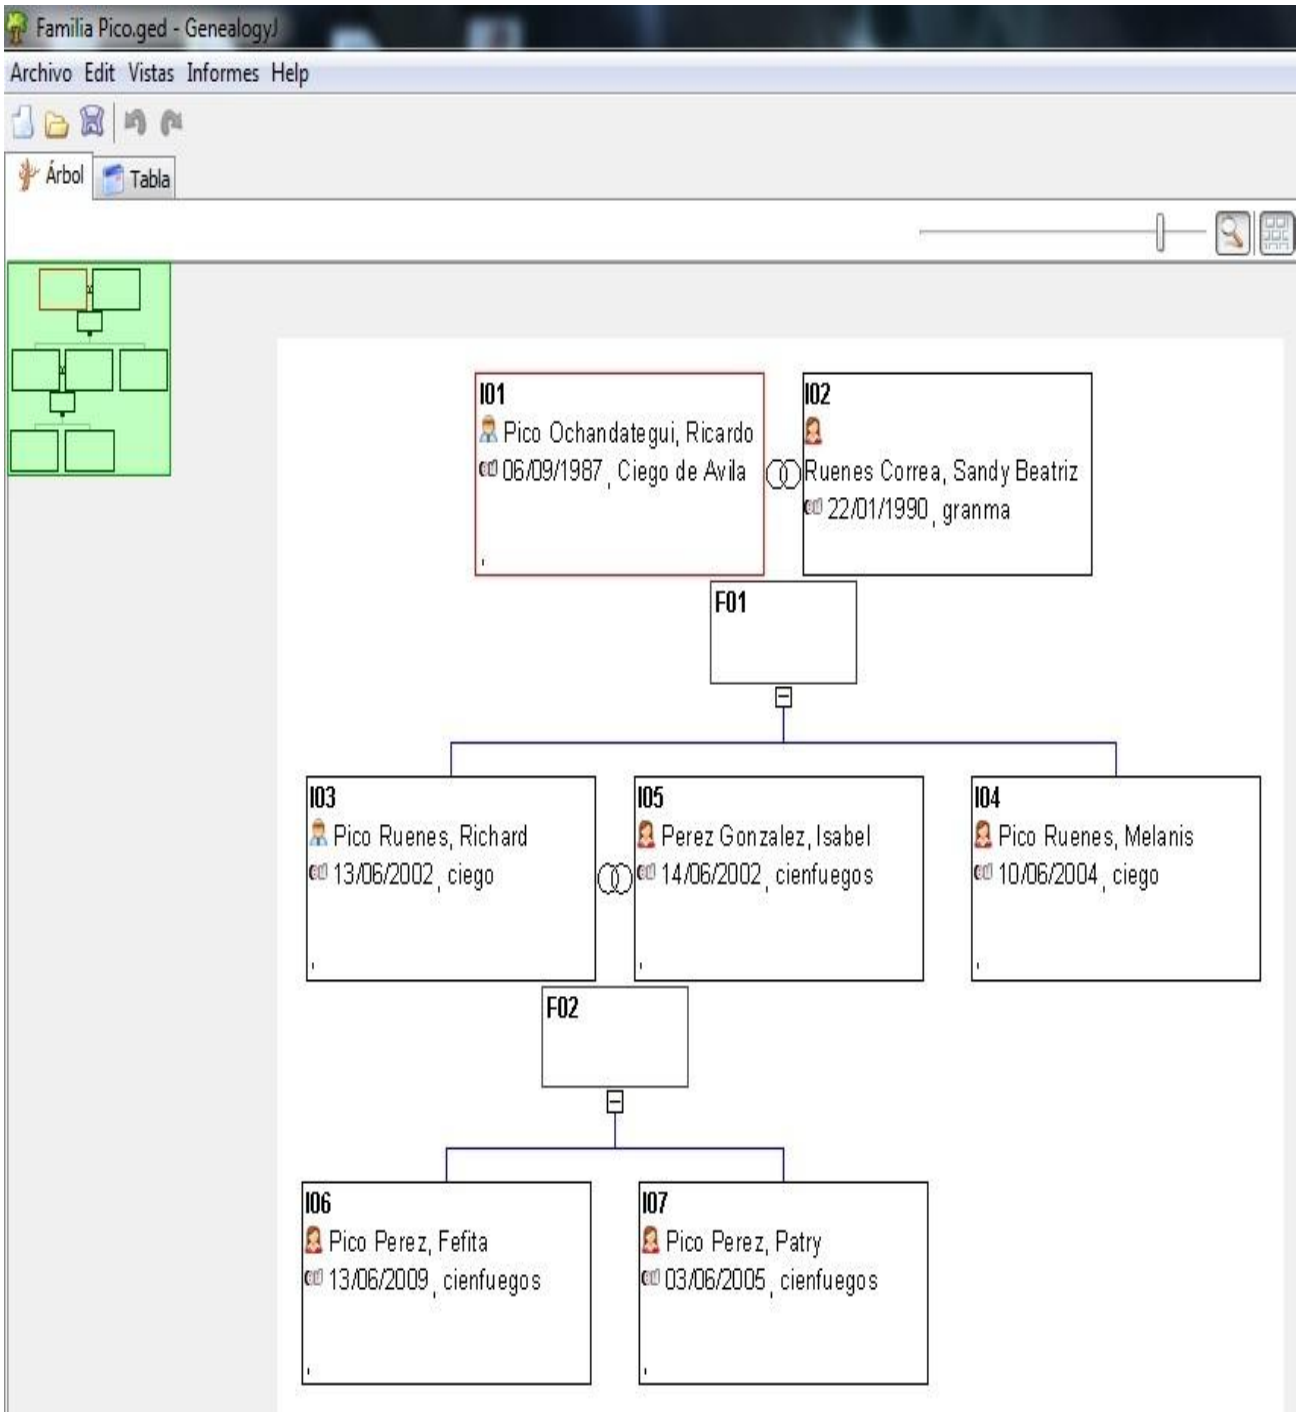 Familia Pico.ged - GenealogyJ
Archivo Edit Vistas Informes Help
Árbol Tabla
I01
Pico Ochandategui, Ricardo
06/09/1987, Ciego de Avila
,
I02
Ruenes Correa, Sandy Beatriz
22/01/1990, granma
F01
I03
Pico Ruenes, Richard
13/06/2002, ciego
,
I05
Perez Gonzalez, Isabel
14/06/2002, cienfuegos
,
I04
Pico Ruenes, Melanis
10/06/2004, ciego
,
F02
I06
Pico Perez, Fefita
13/06/2009, cienfuegos
,
I07
Pico Perez, Patry
03/06/2005, cienfuegos
,